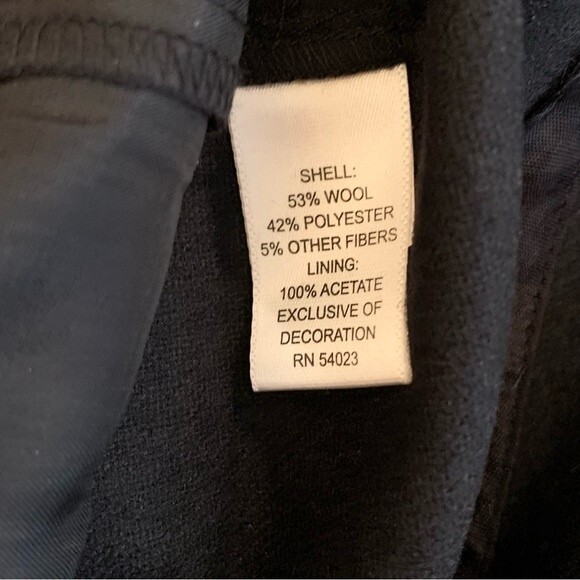 SHELL:
53% WOOL
42% POLYESTER
5% OTHER FIBERS
LINING:
100% ACETATE
EXCLUSIVE OF
DECORATION
RN 54023